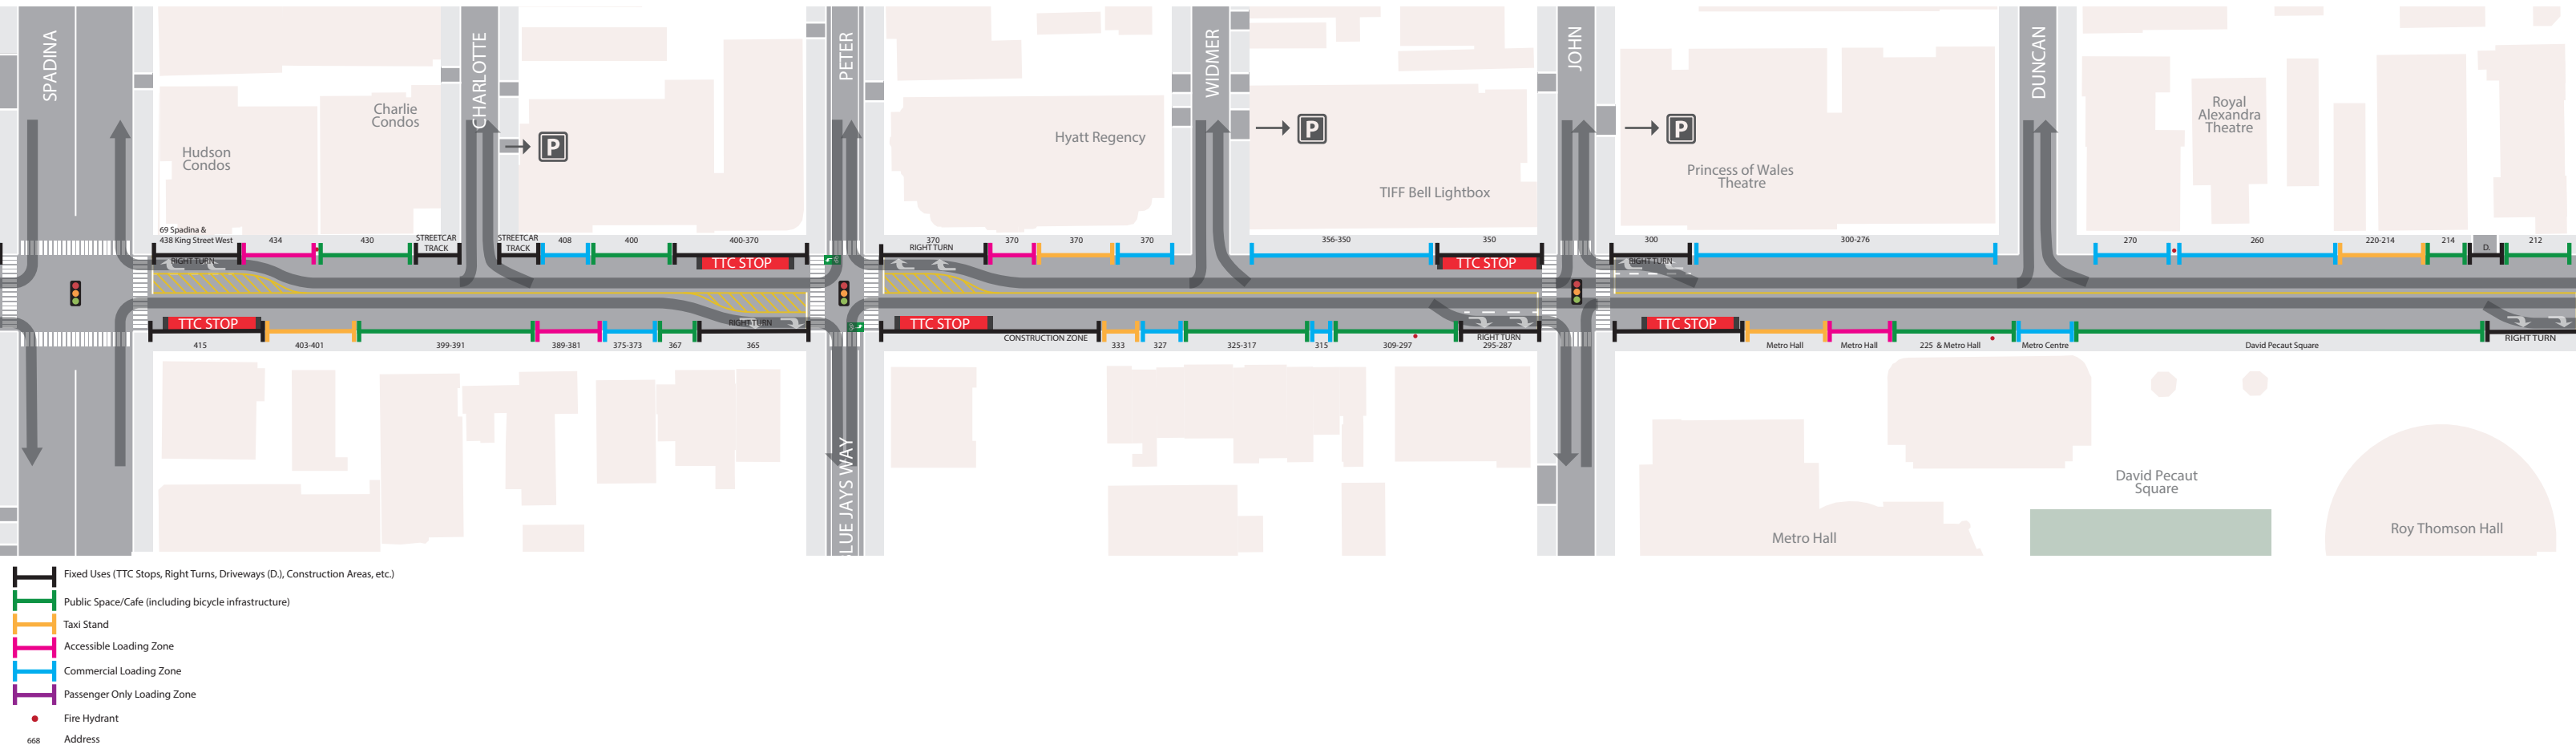 SPADINA
CHARLOTTE
PETER
WIDMER
JOHN
DUNCAN
Charlie
Condos
Hudson
Condos
P
Hyatt Regency
P
TIFF Bell Lightbox
P
Princess of Wales
Theatre
Royal
Alexandra
Theatre
69 Spadina &
438 King Street West
434
430
STREETCAR
TRACK
STREETCAR
TRACK
408
400
400-370
370
RIGHT TURN
370
370
370
356-350
350
300
300-276
270
260
220-214
214
D.
212
RIGHT TURN
TTC STOP
TTC STOP
RIGHT TURN
TTC STOP
RIGHT TURN
TTC STOP
TTC STOP
RIGHT TURN
415
403-401
399-391
389-381
375-373
367
365
CONSTRUCTION ZONE
333
327
325-317
315
309-297
RIGHT TURN
295-287
Metro Hall
Metro Hall
225 & Metro Hall
Metro Centre
David Pecaut Square
RIGHT TURN
BLUE JAYS WAY
Metro Hall
David Pecaut
Square
Roy Thomson Hall
Fixed Uses (TTC Stops, Right Turns, Driveways (D.), Construction Areas, etc.)
Public Space/Cafe (including bicycle infrastructure)
Taxi Stand
Accessible Loading Zone
Commercial Loading Zone
Passenger Only Loading Zone
Fire Hydrant
668 Address